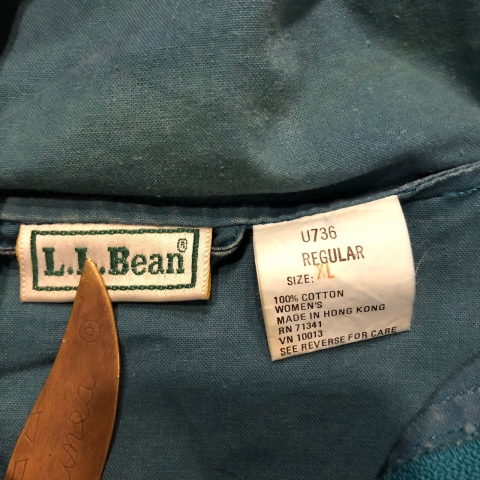 L.L.Bean®
U736
REGULAR
SIZE: XL
100% COTTON
WOMEN'S
MADE IN HONG KONG
RN 71341
VN 10013
SEE REVERSE FOR CARE